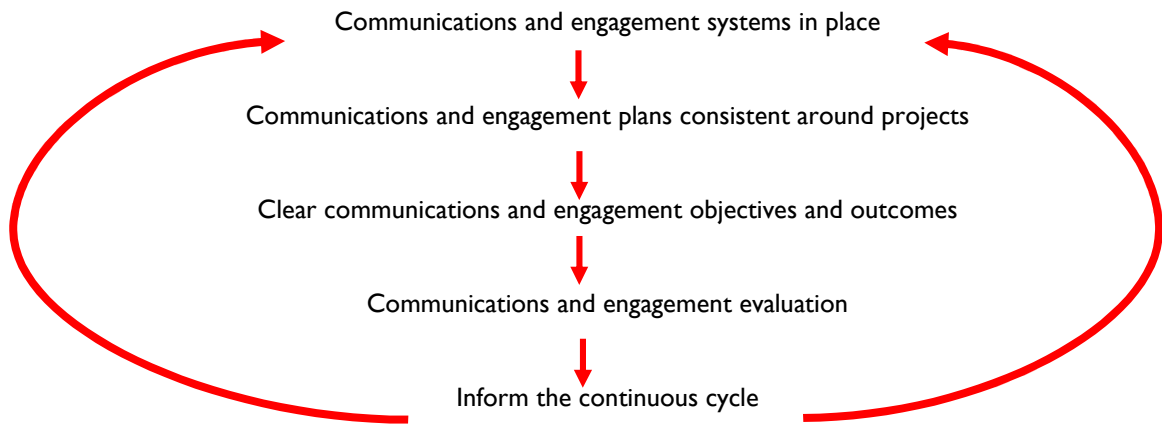 Communications and engagement systems in place
Communications and engagement plans consistent around projects
Clear communications and engagement objectives and outcomes
Communications and engagement evaluation
Inform the continuous cycle